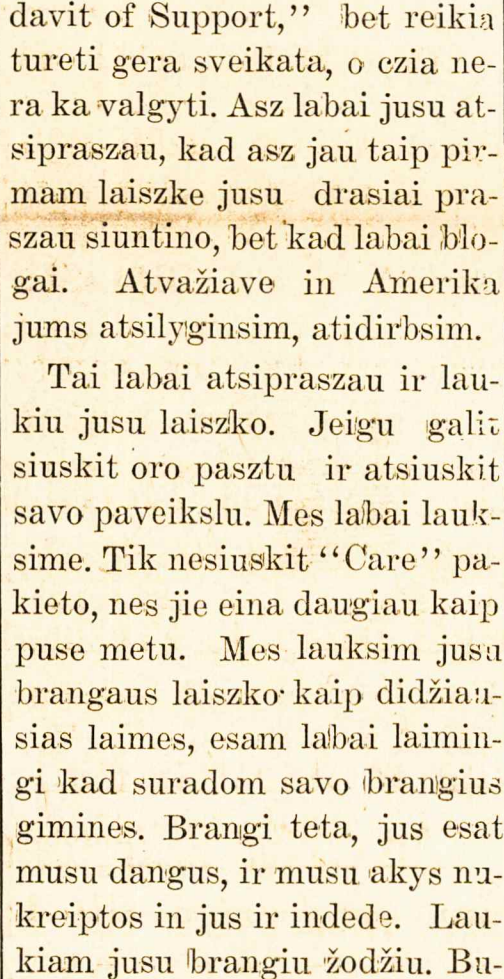 davit of Support,’’ bet reikia
tureti gera sveikata, o czia ne-
ra ka valgyti. Asz labai jusu at-
sipraszau, kad asz jau taip pir-
mam laiszke jusu drasiai pra-
szau siuntino, bet kad labai blo-
gai. Atvažiave in Amerika
jums atsilyginsim, atidirbsim.
Tai labai atsipraszau ir lau-
kiu jusu laiszko. Jeigu galit
siuskit oro pasztu ir atsiuskit
savo paveikslu. Mes labai lauk-
sime. Tik nesiuskit ‘‘Care’’ pa-
kieto, nes jie eina daugiau kaip
puse metu. Mes lauksim jusu
brangaus laiszko kaip didžiau-
sias laimes, esam labai laimin-
gi kad suradom savo brangius
gimines. Brangi teta, jus esat
musu dangus, ir musu akys nu-
kreiptos in jus ir indede. Lau-
kiam jusu brangiu žodžiu. Bu-